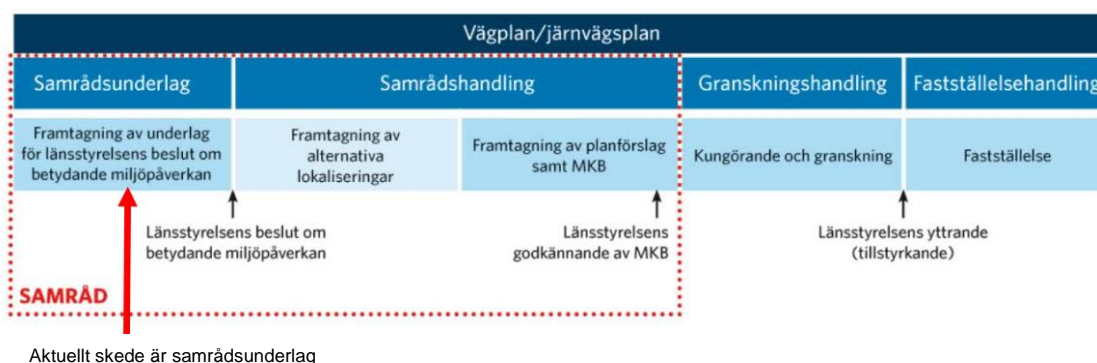 Vägplan/järnvägsplan
Samrådsunderlag
Samrådshandling
Granskningshandling
Fastställelsehandling
Framtagning av underlag
för länsstyrelsens beslut om
betydande miljöpåverkan
Framtagning av
alternativa
lokaliseringar
Framtagning av planförslag
samt MKB
Kungörande och granskning
Fastställelse
Länsstyrelsens beslut om
betydande miljöpåverkan
Länsstyrelsens
godkännande av MKB
Länsstyrelsens yttrande
(tillstyrkande)
SAMRÅD
Aktuellt skede är samrådsunderlag